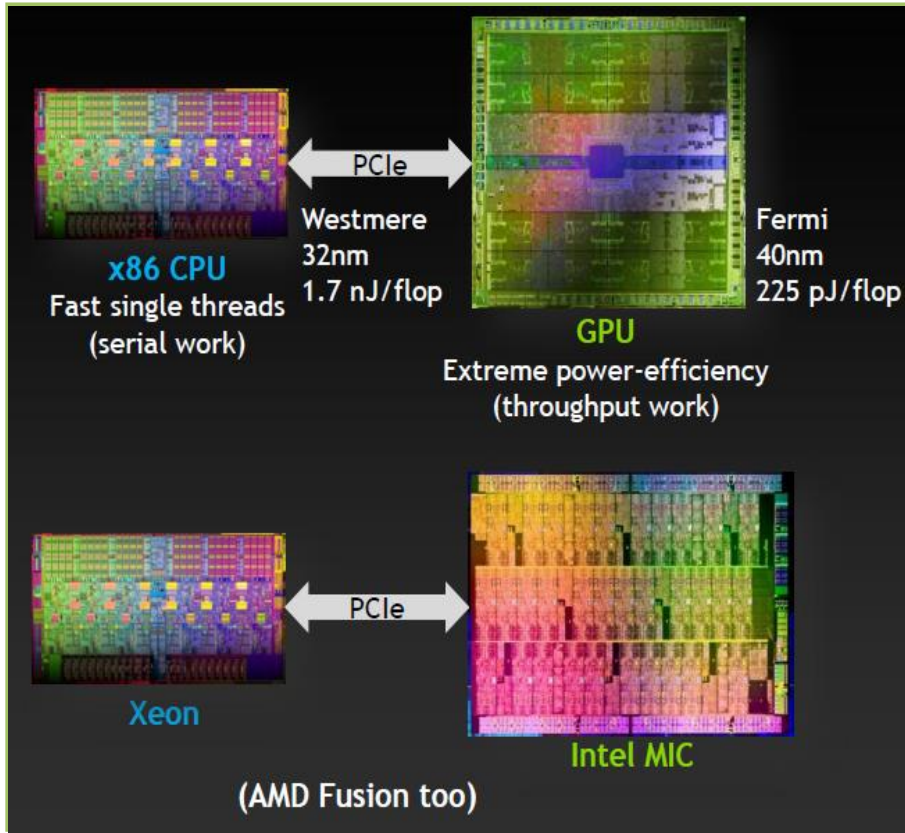 PCIe
Westmere
32nm
1.7 nJ/flop
x86 CPU
Fast single threads
(serial work)
Fermi
40nm
225 pJ/flop
GPU
Extreme power-efficiency
(throughput work)
PCIe
Xeon
Intel MIC
(AMD Fusion too)